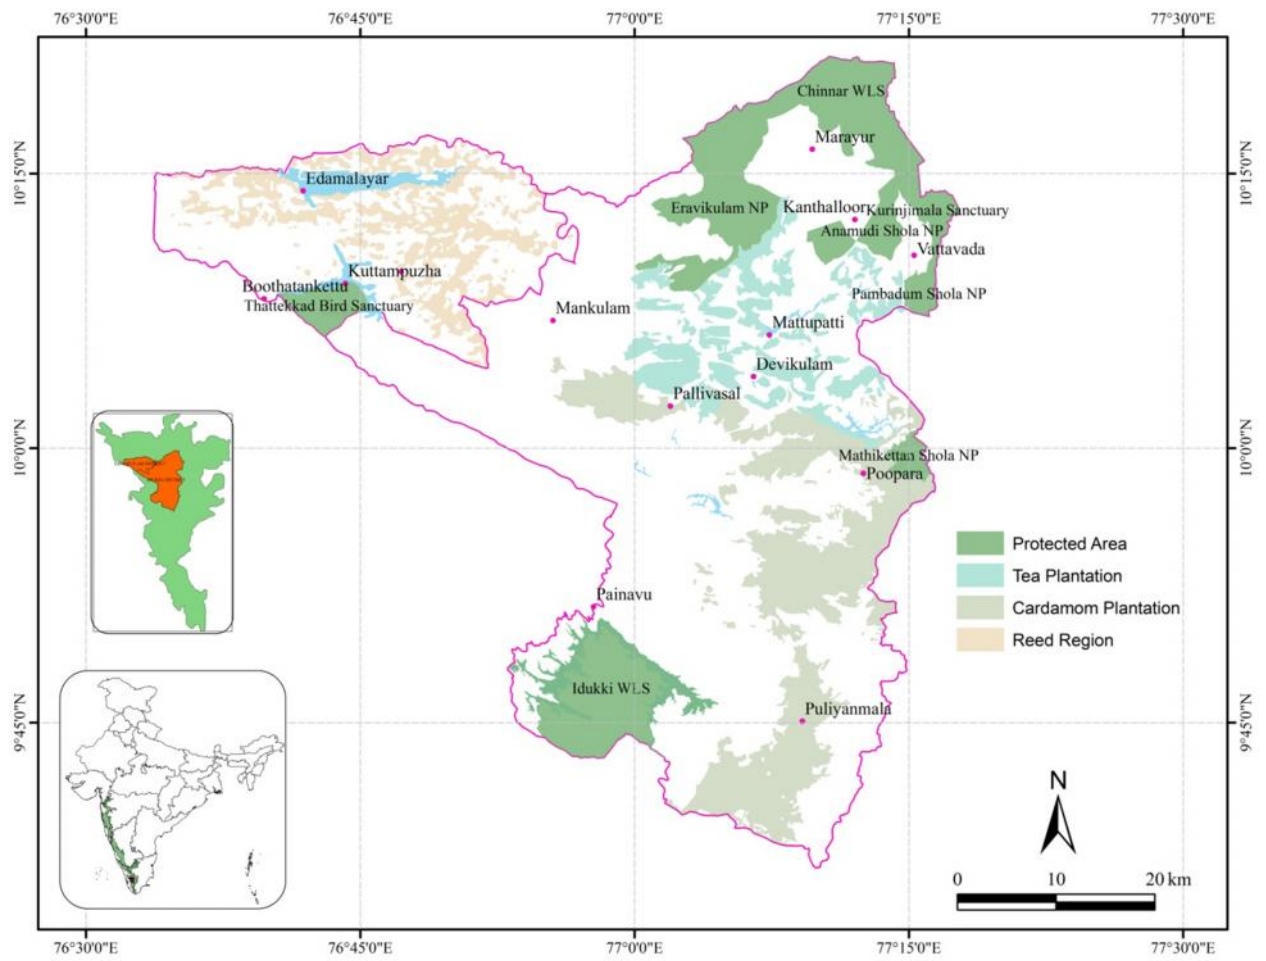 76°30'0"E 76°45'0"E 77°0'0"E 77°15'0"E 77°30'0"E
Chinnar WLS
Marayur
10°15'0"N
10°15'0"N
Edamalayar
Eravikulam NP
Kanthalloor
Kurinjimala Sanctuary
Anamudi Shola NP
Vattavada
Kuttampuzha
Boothatankettu
Thattekkad Bird Sanctuary
Pambadum Shola NP
Mankulam
Mattupatti
Devikulam
Pallivasal
10°0'0"N
10°0'0"N
Mathikettan Shola NP
Poopara
Protected Area
Tea Plantation
Cardamom Plantation
Reed Region
Painavu
Idukki WLS
Puliyanmala
9°45'0"N
9°45'0"N
N
0 10 20 km
76°30'0"E 76°45'0"E 77°0'0"E 77°15'0"E 77°30'0"E